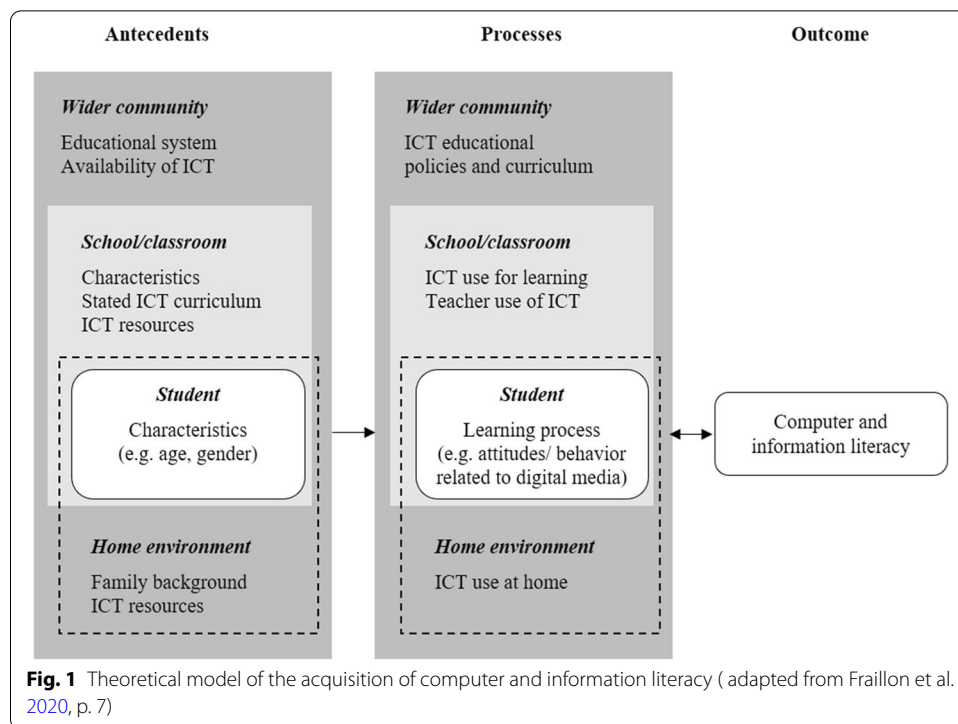 Antecedents
Processes
Outcome
Wider community
Educational system
Availability of ICT
School/classroom
Characteristics
Stated ICT curriculum
ICT resources
Student
Characteristics
(e.g. age, gender)
Home environment
Family background
ICT resources
Wider community
ICT educational
policies and curriculum
School/classroom
ICT use for learning
Teacher use of ICT
Student
Learning process
(e.g. attitudes/ behavior
related to digital media)
Home environment
ICT use at home
Computer and
information literacy
Fig. 1 Theoretical model of the acquisition of computer and information literacy ( adapted from Fraillon et al.
2020, p. 7)